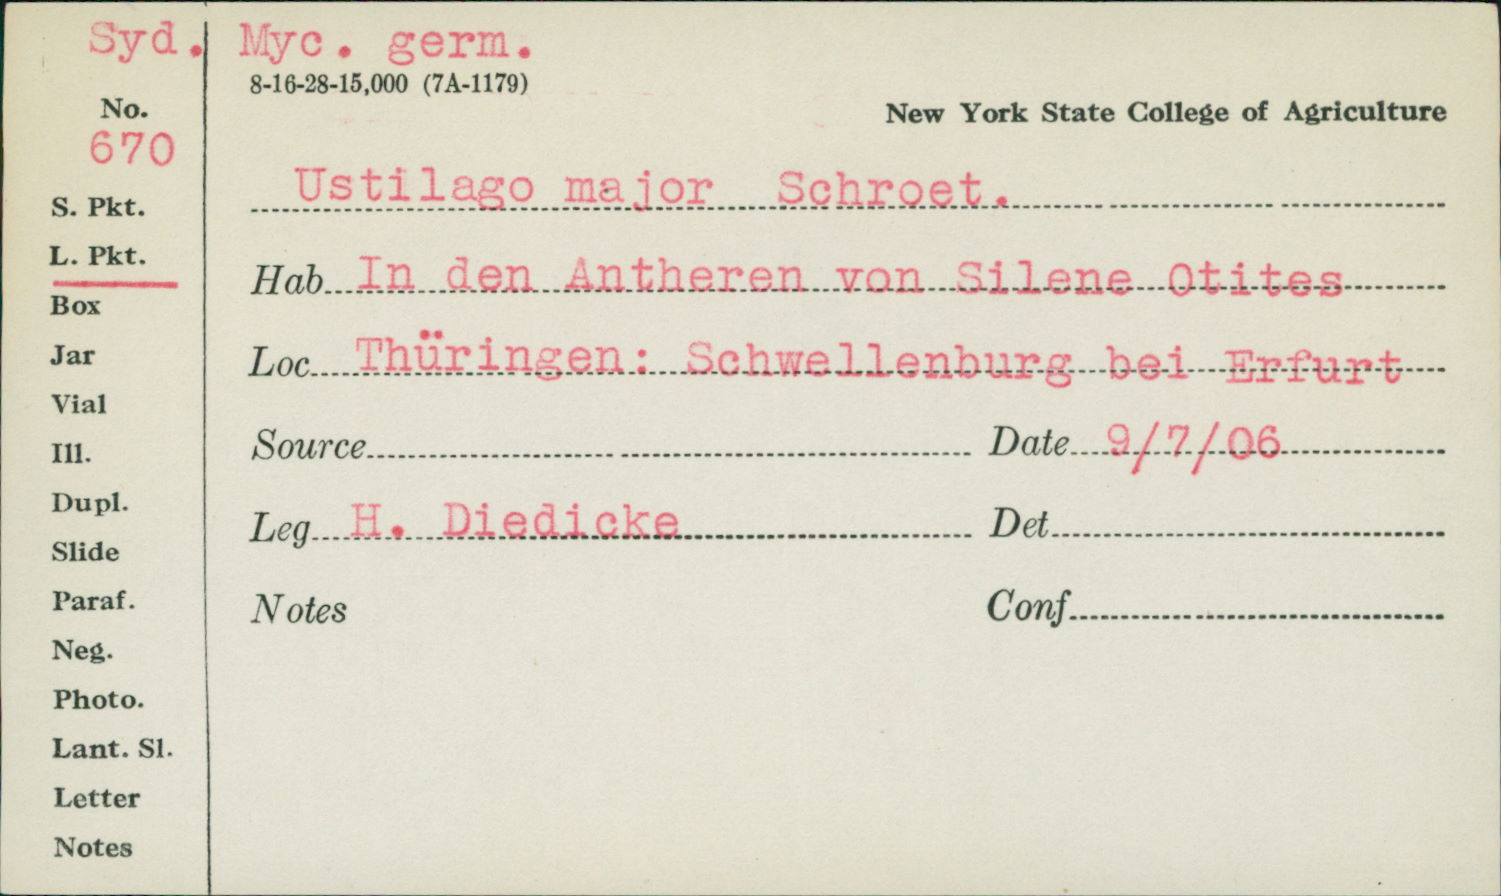 Syd. Myc. germ.
8-16-28-15,000 (7A-1179)
No.
New York State College of Agriculture
670
Ustilago major Schroet.
S. Pkt.
L. Pkt.
Hab In den Antheren von Silene Otites
Box
Jar
Loc Thüringen: Schwellenburg bei Erfurt
Vial
Ill.
Source Date 9/7/06
Dupl.
Leg H. Diedicke Det
Slide
Paraf.
Notes Conf
Neg.
Photo.
Lant. Sl.
Letter
Notes